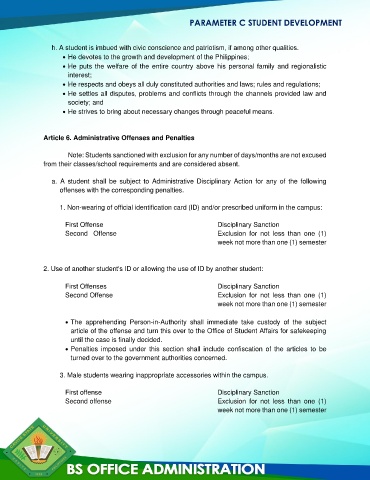 PARAMETER C STUDENT DEVELOPMENT
h. A student is imbued with civic conscience and patriotism, if among other qualities.
• He devotes to the growth and development of the Philippines;
• He puts the welfare of the entire country above his personal family and regionalistic
interest;
• He respects and obeys all duly constituted authorities and laws; rules and regulations;
• He settles all disputes, problems and conflicts through the channels provided law and
society; and
• He strives to bring about necessary changes through peaceful means.
Article 6. Administrative Offenses and Penalties
Note: Students sanctioned with exclusion for any number of days/months are not excused
from their classes/school requirements and are considered absent.
a. A student shall be subject to Administrative Disciplinary Action for any of the following
offenses with the corresponding penalties.
1. Non-wearing of official identification card (ID) and/or prescribed uniform in the campus:
First Offense Disciplinary Sanction
Second Offense Exclusion for not less than one (1)
week not more than one (1) semester
2. Use of another student's ID or allowing the use of ID by another student:
First Offenses Disciplinary Sanction
Second Offense Exclusion for not less than one (1)
week not more than one (1) semester
• The apprehending Person-in-Authority shall immediate take custody of the subject
article of the offense and turn this over to the Office of Student Affairs for safekeeping
until the case is finally decided.
• Penalties imposed under this section shall include confiscation of the articles to be
turned over to the government authorities concerned.
3. Male students wearing inappropriate accessories within the campus.
First offense Disciplinary Sanction
Second offense Exclusion for not less than one (1)
week not more than one (1) semester
BS OFFICE ADMINISTRATION